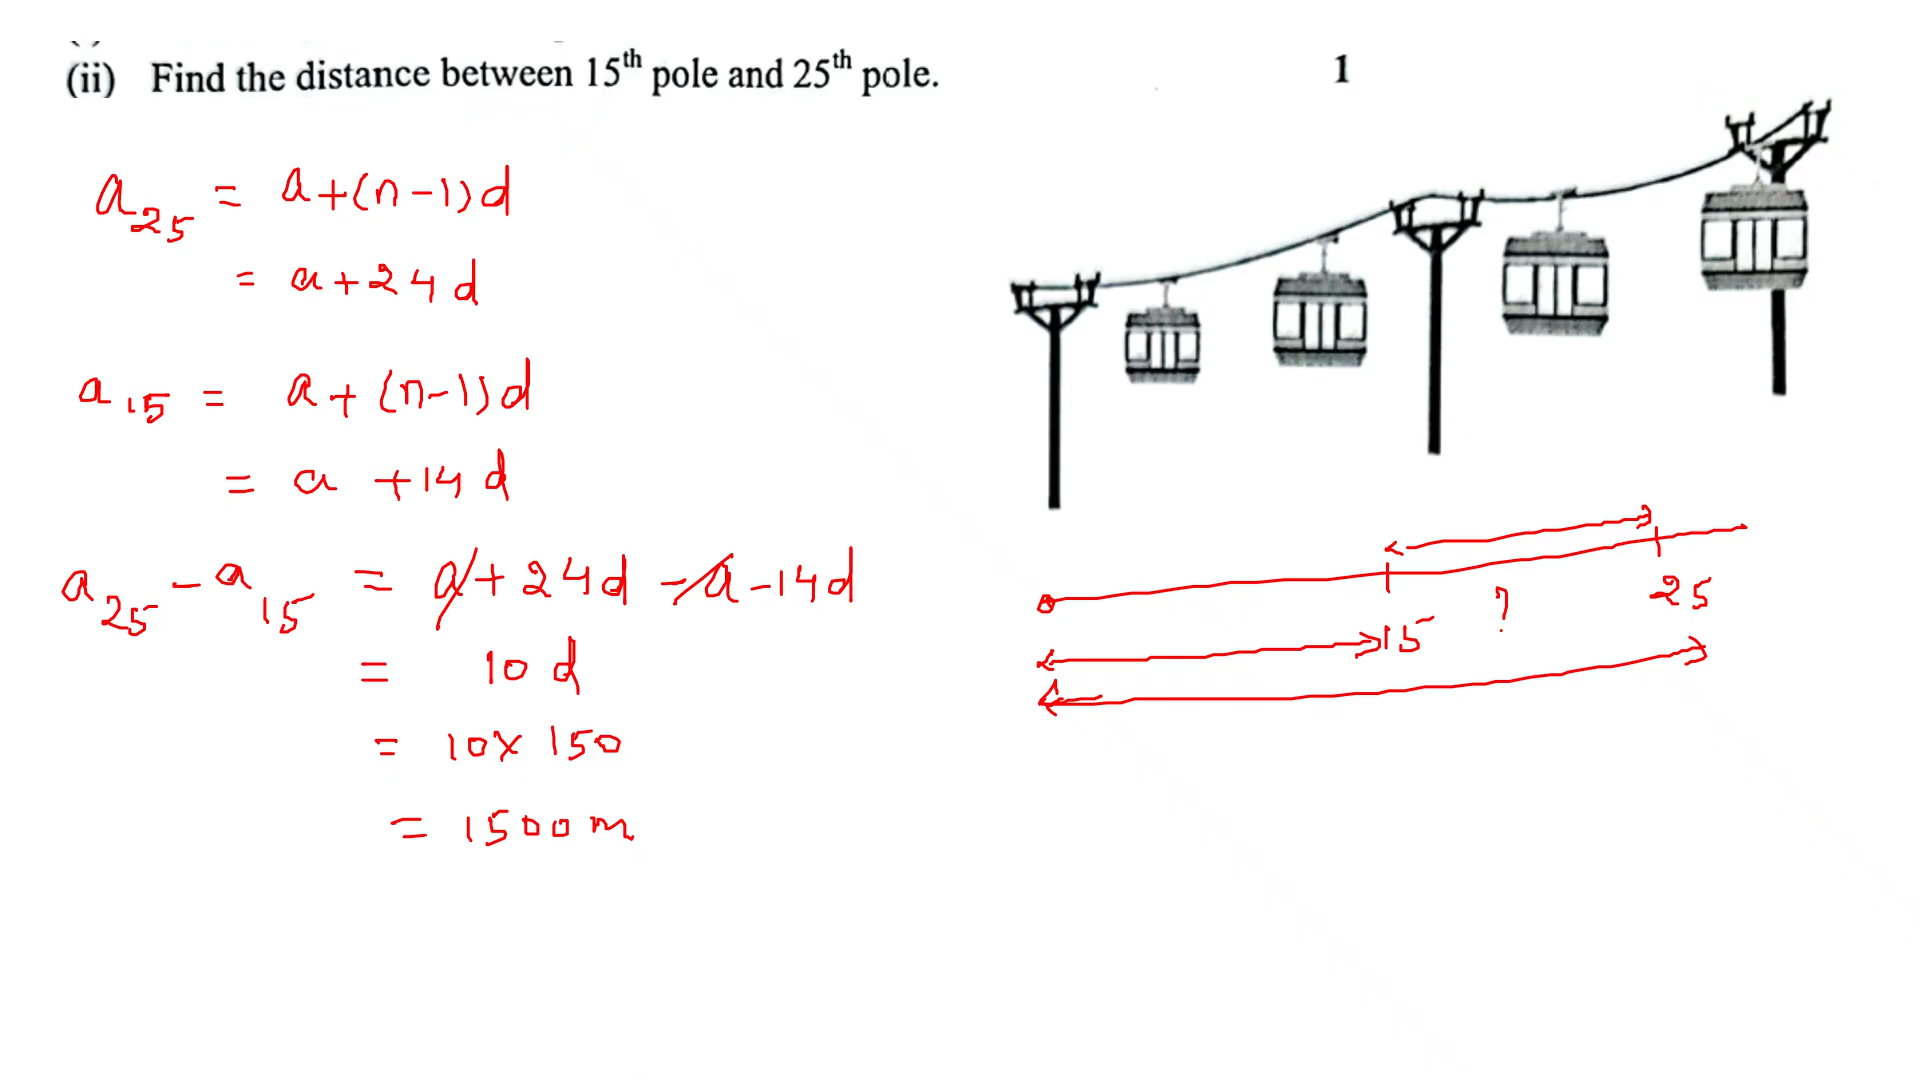 (ii) Find the distance between 15th pole and 25th pole. 1
a25 = a+(n-1)d
= a+24d
a15 = a+(n-1)d
= a +14d
a25 - a15 = a+24d - a -14d
= 10d
= 10x 150
= 1500m
25
?
15